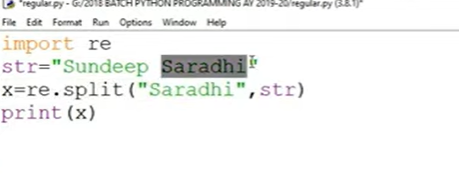 *regular.py - G:/2018 BATCH PYTHON PROGRAMMING AY 2019-20/regular.py (3.8.1)*
File Edit Format Run Options Window Help
import re
str="Sundeep Saradhi"
x=re.split("Saradhi",str)
print(x)